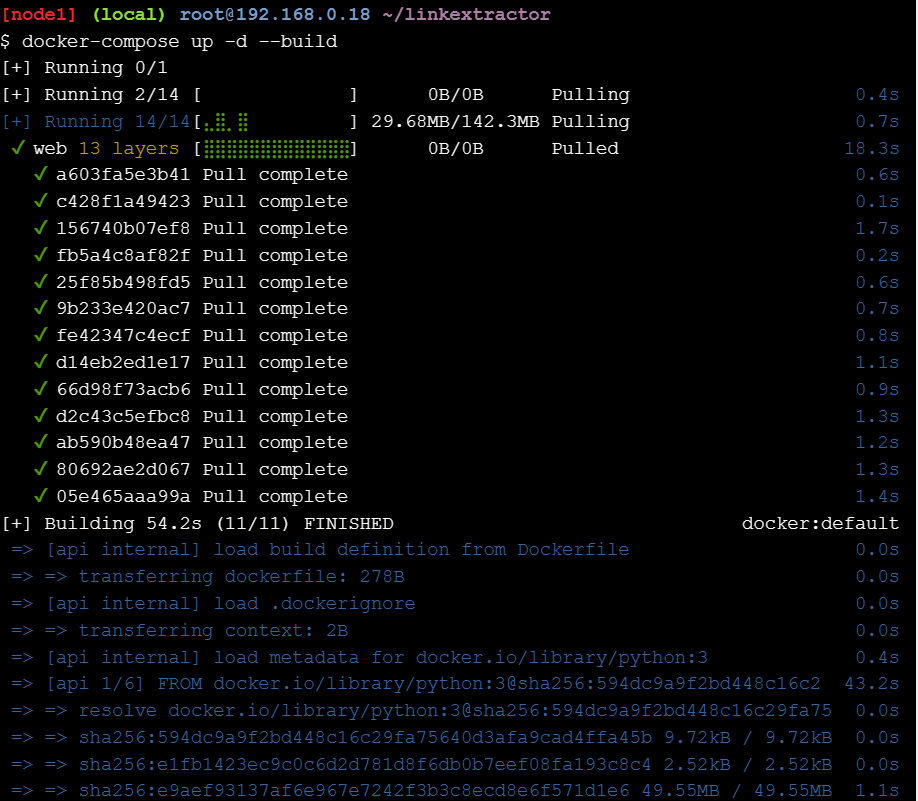 [node1] (local) root@192.168.0.18 ~/linkextractor
$ docker-compose up -d --build
[+] Running 0/1
[+] Running 2/14 [ ] 0B/0B Pulling 0.4s
[+] Running 14/14[⣀⣿⡀⣿ ] 29.68MB/142.3MB Pulling 0.7s
✔ web 13 layers [⣿⣿⣿⣿⣿⣿⣿⣿⣿⣿⣿⣿⣿] 0B/0B Pulled 18.3s
✔ a603fa5e3b41 Pull complete 0.6s
✔ c428f1a49423 Pull complete 0.1s
✔ 156740b07ef8 Pull complete 1.7s
✔ fb5a4c8af82f Pull complete 0.2s
✔ 25f85b498fd5 Pull complete 0.6s
✔ 9b233e420ac7 Pull complete 0.7s
✔ fe42347c4ecf Pull complete 0.8s
✔ d14eb2ed1e17 Pull complete 1.1s
✔ 66d98f73acb6 Pull complete 0.9s
✔ d2c43c5efbc8 Pull complete 1.3s
✔ ab590b48ea47 Pull complete 1.2s
✔ 80692ae2d067 Pull complete 1.3s
✔ 05e465aaa99a Pull complete 1.4s
[+] Building 54.2s (11/11) FINISHED docker:default
=> [api internal] load build definition from Dockerfile 0.0s
=> => transferring dockerfile: 278B 0.0s
=> [api internal] load .dockerignore 0.0s
=> => transferring context: 2B 0.0s
=> [api internal] load metadata for docker.io/library/python:3 0.4s
=> [api 1/6] FROM docker.io/library/python:3@sha256:594dc9a9f2bd448c16c2 43.2s
=> => resolve docker.io/library/python:3@sha256:594dc9a9f2bd448c16c29fa75 0.0s
=> => sha256:594dc9a9f2bd448c16c29fa75640d3afa9cad4ffa45b 9.72kB / 9.72kB 0.0s
=> => sha256:e1fb1423ec9c0c6d2d781d8f6db0b7eef08fa193c8c4 2.52kB / 2.52kB 0.0s
=> => sha256:e9aef93137af6e967e7242f3b3c8ecd8e6f571d1e6 49.55MB / 49.55MB 1.1s